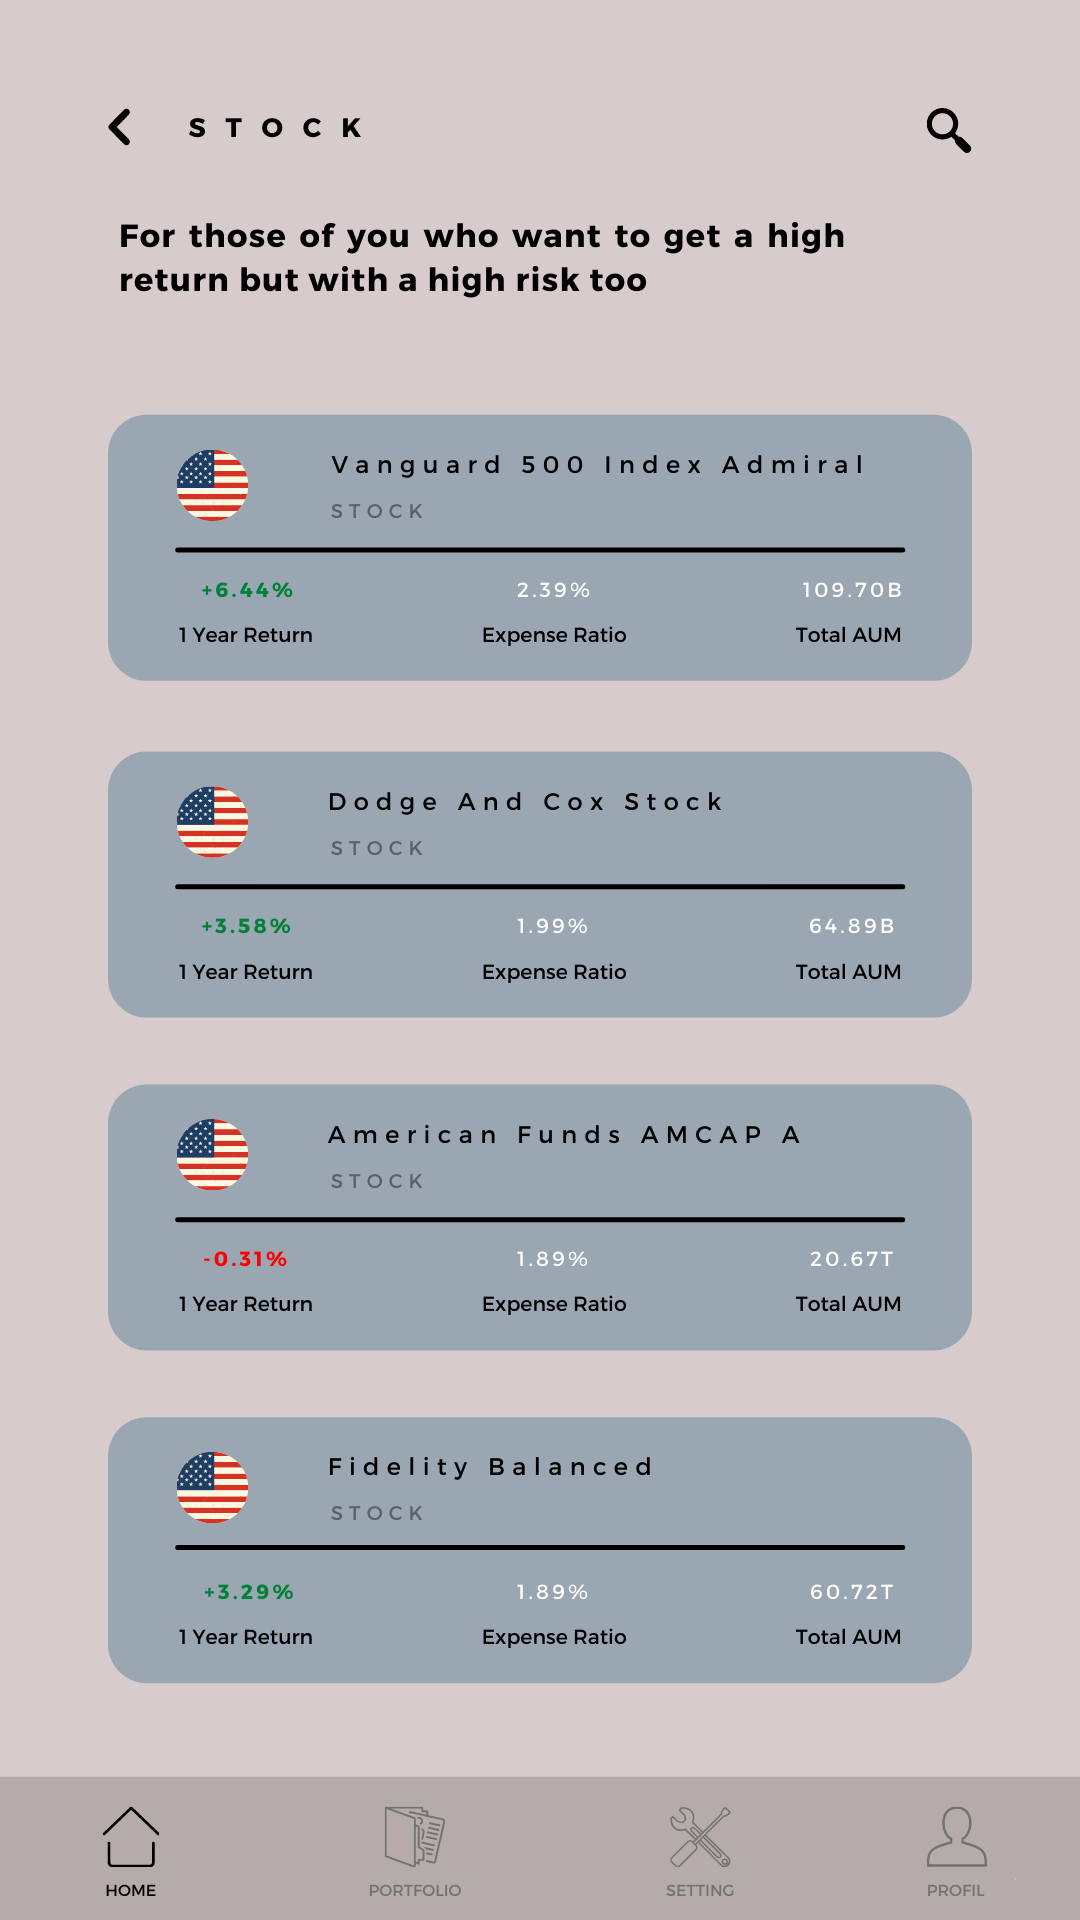 STOCK
For those of you who want to get a high
return but with a high risk too
Vanguard 500 Index Admiral
STOCK
+6.44% 2.39% 109.70B
1 Year Return Expense Ratio Total AUM
Dodge And Cox Stock
STOCK
+3.58% 1.99% 64.89B
1 Year Return Expense Ratio Total AUM
American Funds AMCAP A
STOCK
-0.31% 1.89% 20.67T
1 Year Return Expense Ratio Total AUM
Fidelity Balanced
STOCK
+3.29% 1.89% 60.72T
1 Year Return Expense Ratio Total AUM
HOME PORTFOLIO SETTING PROFIL